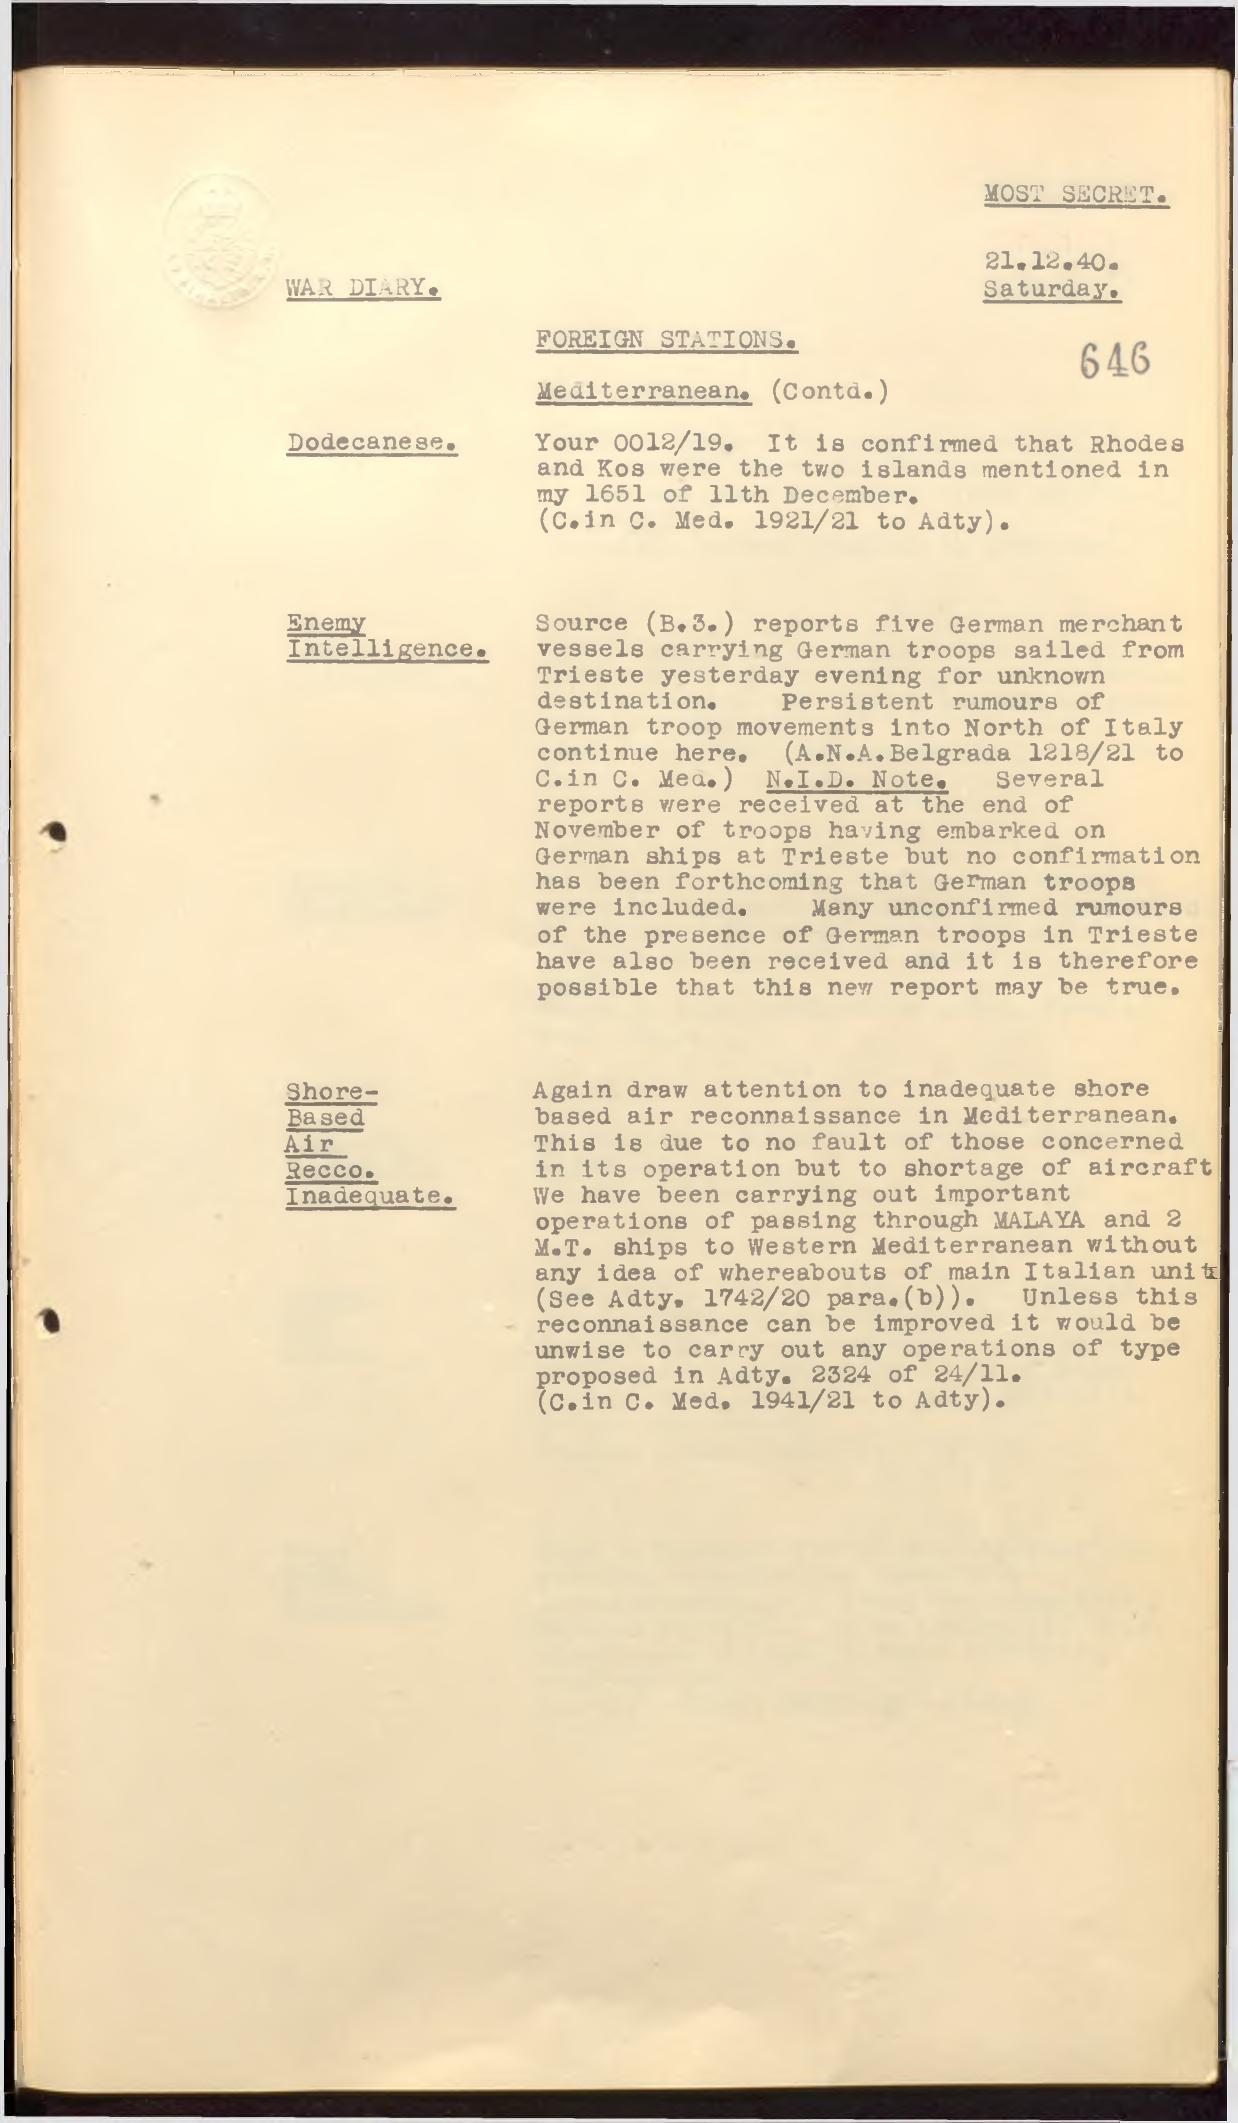 MOST SECRET.
21.12.40.
Saturday.
WAR DIARY.
FOREIGN STATIONS.
646
Mediterranean. (Contd.)
Dodecanese.
Your 0012/19. It is confirmed that Rhodes
and Kos were the two islands mentioned in
my 1651 of 11th December.
(C.in C. Med. 1921/21 to Adty).
Enemy
Intelligence.
Source (B.3.) reports five German merchant
vessels carrying German troops sailed from
Trieste yesterday evening for unknown
destination. Persistent rumours of
German troop movements into North of Italy
continue here. (A.N.A.Belgrada 1218/21 to
C.in C. Med.) N.I.D. Note. Several
reports were received at the end of
November of troops having embarked on
German ships at Trieste but no confirmation
has been forthcoming that German troops
were included. Many unconfirmed rumours
of the presence of German troops in Trieste
have also been received and it is therefore
possible that this new report may be true.
Shore-
Based
Air
Recco.
Inadequate.
Again draw attention to inadequate shore
based air reconnaissance in Mediterranean.
This is due to no fault of those concerned
in its operation but to shortage of aircraft
We have been carrying out important
operations of passing through MALAYA and 2
M.T. ships to Western Mediterranean without
any idea of whereabouts of main Italian units
(See Adty. 1742/20 para.(b)). Unless this
reconnaissance can be improved it would be
unwise to carry out any operations of type
proposed in Adty. 2324 of 24/11.
(C.in C. Med. 1941/21 to Adty).